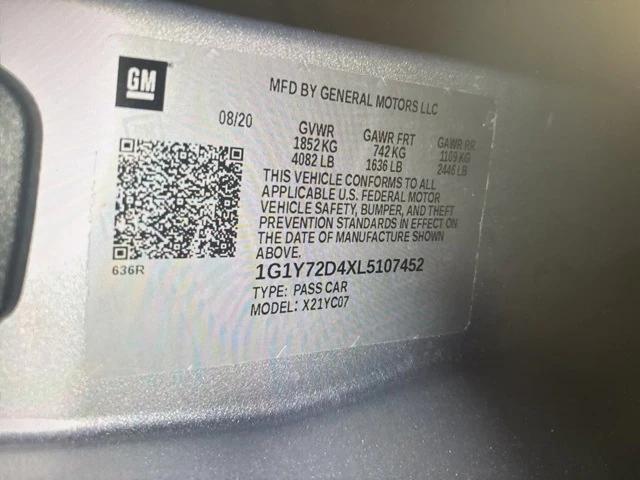 GM
MFD BY GENERAL MOTORS LLC
08/20 GVWR GAWR FRT GAWR RR
1852 KG 742 KG 1109 KG
4082 LB 1636 LB 2446 LB
THIS VEHICLE CONFORMS TO ALL
APPLICABLE U.S. FEDERAL MOTOR
VEHICLE SAFETY, BUMPER, AND THEFT
PREVENTION STANDARDS IN EFFECT ON
THE DATE OF MANUFACTURE SHOWN
ABOVE.
636R
1G1Y72D4XL5107452
TYPE: PASS CAR
MODEL: X21YC07